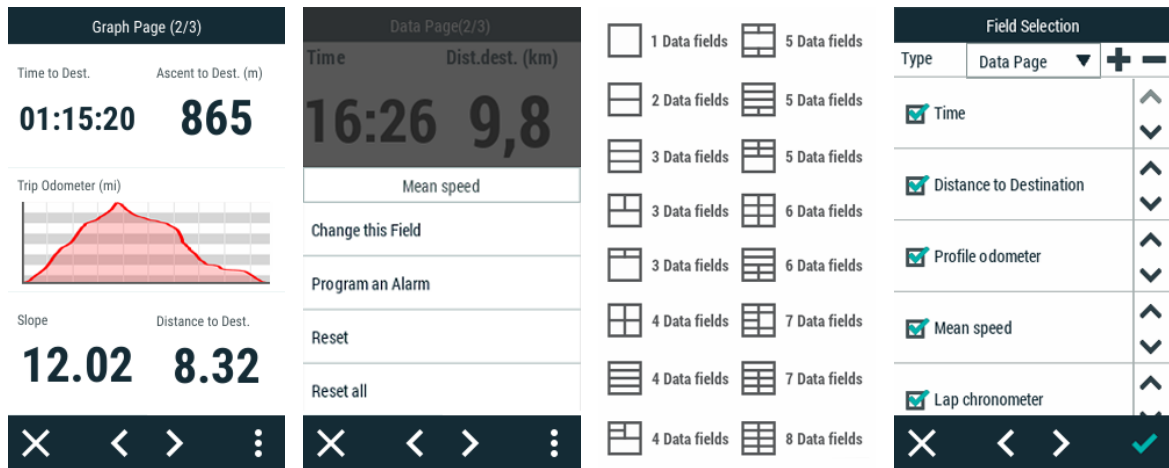 Graph Page (2/3)
Time to Dest. Ascent to Dest. (m)
01:15:20 865
Trip Odometer (mi)
Slope Distance to Dest.
12.02 8.32
Data Page(2/3)
Time Dist.dest. (km)
16:26 9,8
Mean speed
Change this Field
Program an Alarm
Reset
Reset all
1 Data fields 5 Data fields
2 Data fields 5 Data fields
3 Data fields 5 Data fields
3 Data fields 6 Data fields
3 Data fields 6 Data fields
4 Data fields 7 Data fields
4 Data fields 7 Data fields
4 Data fields 8 Data fields
Field Selection
Type Data Page
Time
Distance to Destination
Profile odometer
Mean speed
Lap chronometer